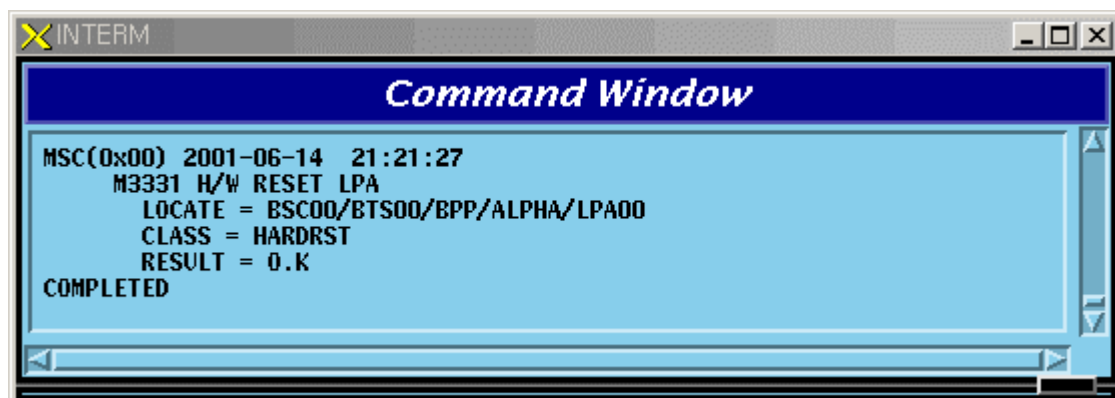 INTERM
Command Window
MSC(0x00) 2001-06-14 21:21:27
M3331 H/W RESET LPA
LOCATE = BSC00/BTS00/BPP/ALPHA/LPA00
CLASS = HARDRST
RESULT = O.K
COMPLETED